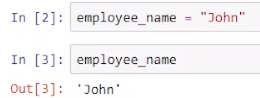 In [2]: employee_name = "John"
In [3]: employee_name
Out[3]: 'John'